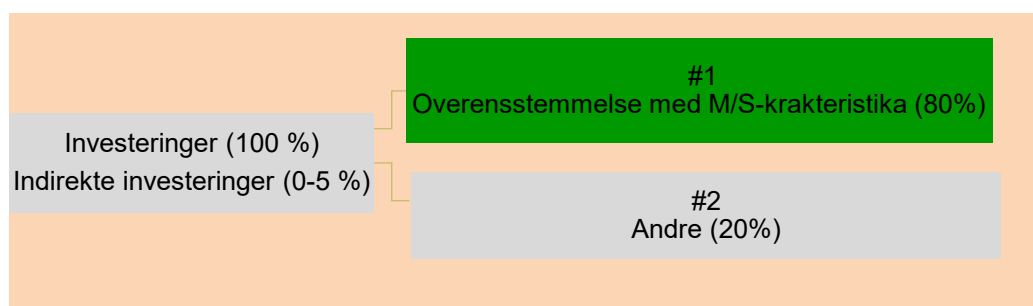 Investeringer (100 %)
Indirekte investeringer (0-5 %)
#1
Overensstemmelse med M/S-krakteristika (80%)
#2
Andre (20%)